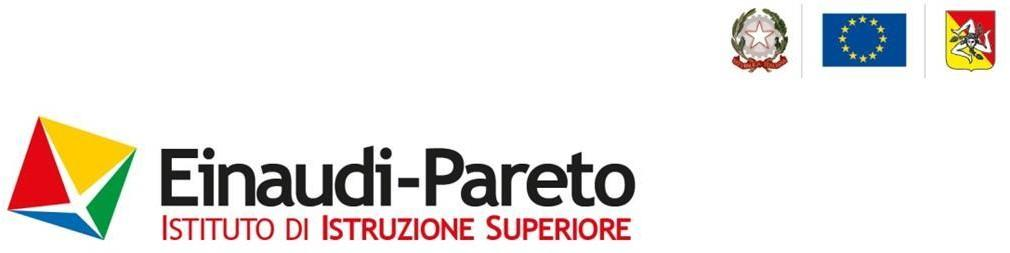 Einaudi-Pareto
ISTITUTO DI ISTRUZIONE SUPERIORE